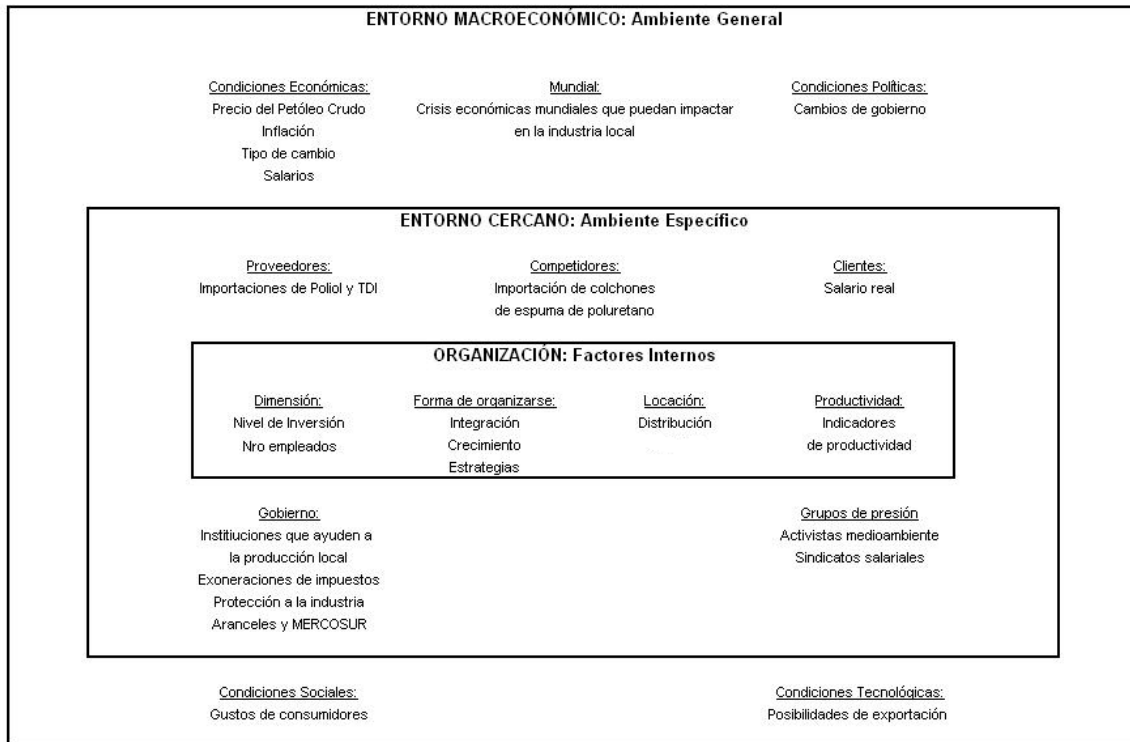 ENTORNO MACROECONÓMICO: Ambiente General
Condiciones Económicas:
Precio del Petóleo Crudo
Inflación
Tipo de cambio
Salarios
Mundial:
Crisis económicas mundiales que puedan impactar
en la industria local
Condiciones Políticas:
Cambios de gobierno
ENTORNO CERCANO: Ambiente Específico
Proveedores:
Importaciones de Poliol y TDI
Competidores:
Importación de colchones
de espuma de poluretano
Clientes:
Salario real
ORGANIZACIÓN: Factores Internos
Dimensión:
Nivel de Inversión
Nro empleados
Forma de organizarse:
Integración
Crecimiento
Estrategias
Locación:
Distribución
Productividad:
Indicadores
de productividad
Gobierno:
Institiuciones que ayuden a
la producción local
Exoneraciones de impuestos
Protección a la industria
Aranceles y MERCOSUR
Grupos de presión
Activistas medioambiente
Sindicatos salariales
Condiciones Sociales:
Gustos de consumidores
Condiciones Tecnológicas:
Posibilidades de exportación